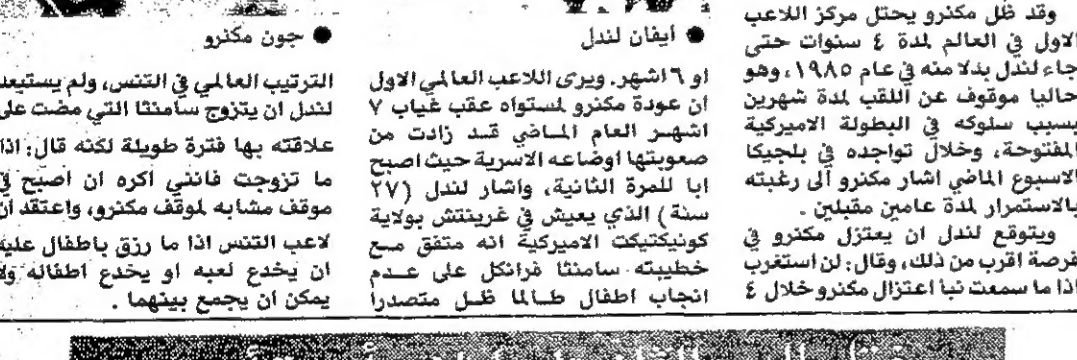 وقد ظل مكنرو يحتل مركز اللاعب
الاول في العالم لمدة ٤ سنوات حتى
جاء لندل بدلا منه في عام ١٩٨٥، وهو
حاليا موقوف عن اللقب لمدة شهرين
بسبب سلوكه في البطولة الاميركية
المفتوحة، وخلال تواجده في بلجيكا
الاسبوع الماضي اشار مكنرو الى رغبته
بالاستمرار لمدة عامين مقبلين.
ويتوقع لندل ان يعتزل مكنرو في
فرصة اقرب من ذلك، وقال: لن استغرب
اذا ما سمعت نبأ اعتزال مكنرو خلال ٤
● أيفان لندل
او ٦ اشهر. ويرى اللاعب العالمي الاول
ان عودة مكنرو لمستواه عقب غياب ٧
اشهر العام الماضي قد زادت من
صعوبتها اوضاعه الاسرية حيث اصبح
ابا للمرة الثانية، واشار لندل (٢٧
سنة) الذي يعيش في غرينتش بولاية
كونيكتيكت الاميركية انه متفق مع
خطيبته سامنثا فرانكل على عدم
انجاب اطفال طالما ظل متصدرا
● جون مكنرو
الترتيب العالمي في التنس، ولم يستبعد
لندل ان يتزوج سامنثا التي مضت على
علاقته بها فترة طويلة لكنه قال: اذا
ما تزوجت فانني اكره ان اصبح في
موقف مشابه لموقف مكنرو، واعتقد ان
لاعب التنس اذا ما رزق باطفال عليه
ان يخدع لعبه او يخدع اطفاله ولا
يمكن ان يجمع بينهما.